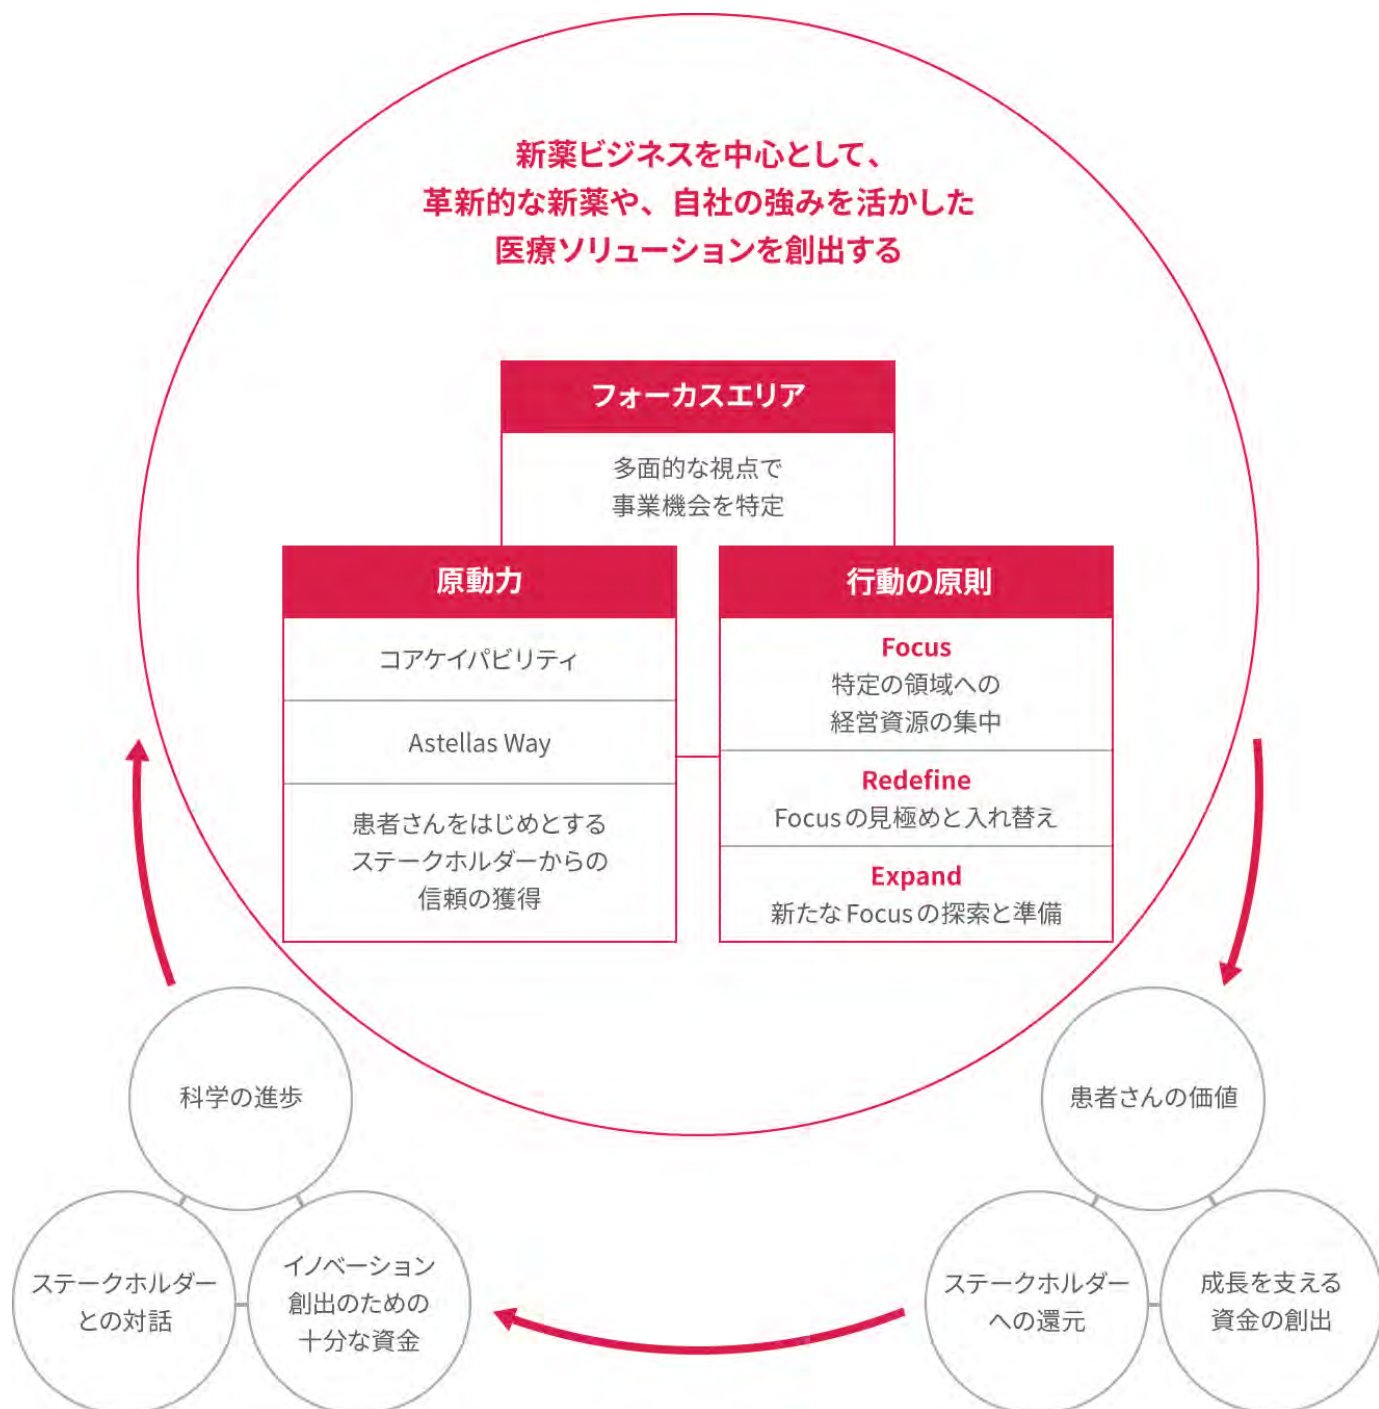 新薬ビジネスを中心として、
革新的な新薬や、自社の強みを活かした
医療ソリューションを創出する
フォーカスエリア
多面的な視点で
事業機会を特定
原動力
コアケイパビリティ
Astellas Way
患者さんをはじめとする
ステークホルダーからの
信頼の獲得
行動の原則
Focus
特定の領域への
経営資源の集中
Redefine
Focusの見極めと入れ替え
Expand
新たなFocusの探索と準備
科学の進歩
ステークホルダー
との対話
イノベーション
創出のための
十分な資金
患者さんの価値
ステークホルダー
への還元
成長を支える
資金の創出